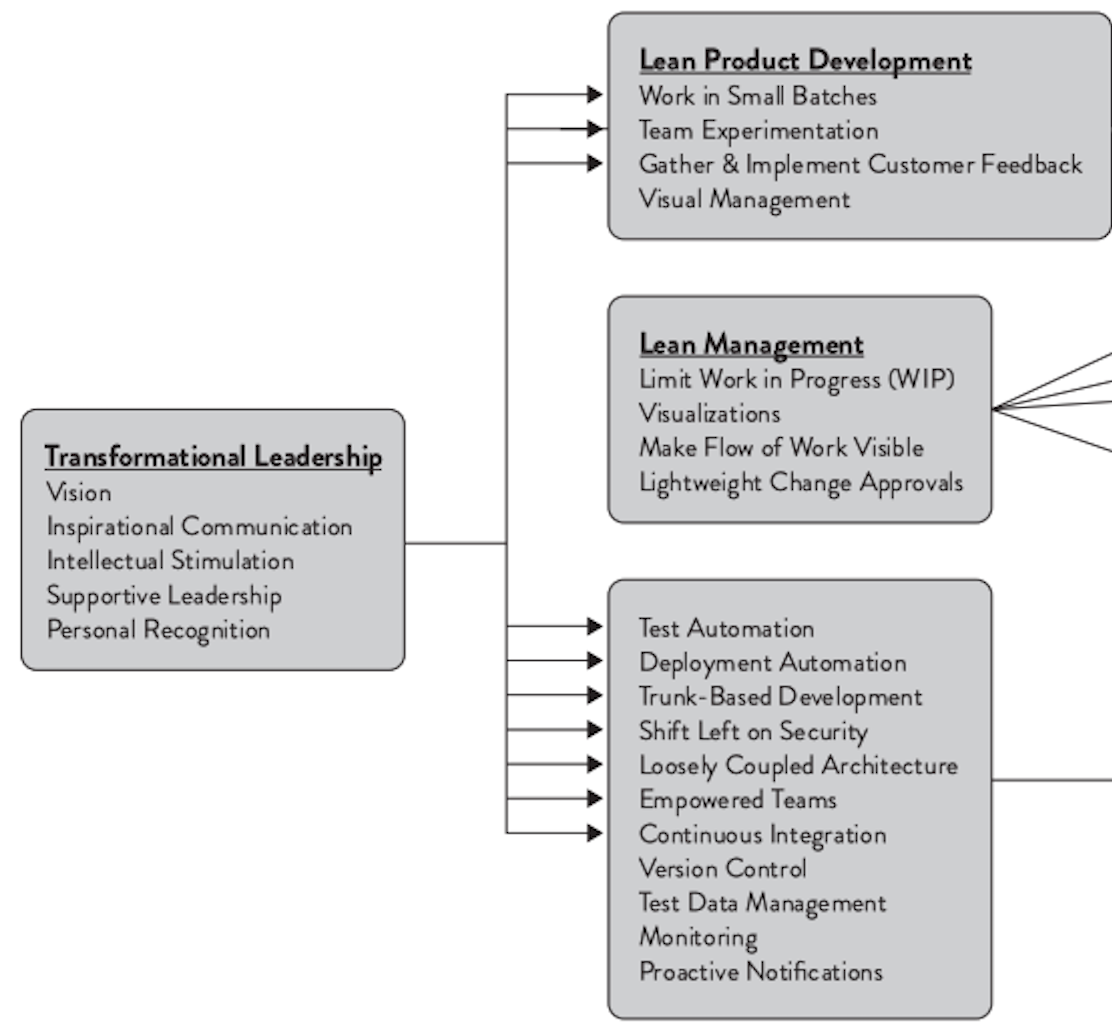 Lean Product Development
Work in Small Batches
Team Experimentation
Gather & Implement Customer Feedback
Visual Management
Lean Management
Limit Work in Progress (WIP)
Visualizations
Make Flow of Work Visible
Lightweight Change Approvals
Transformational Leadership
Vision
Inspirational Communication
Intellectual Stimulation
Supportive Leadership
Personal Recognition
Test Automation
Deployment Automation
Trunk-Based Development
Shift Left on Security
Loosely Coupled Architecture
Empowered Teams
Continuous Integration
Version Control
Test Data Management
Monitoring
Proactive Notifications